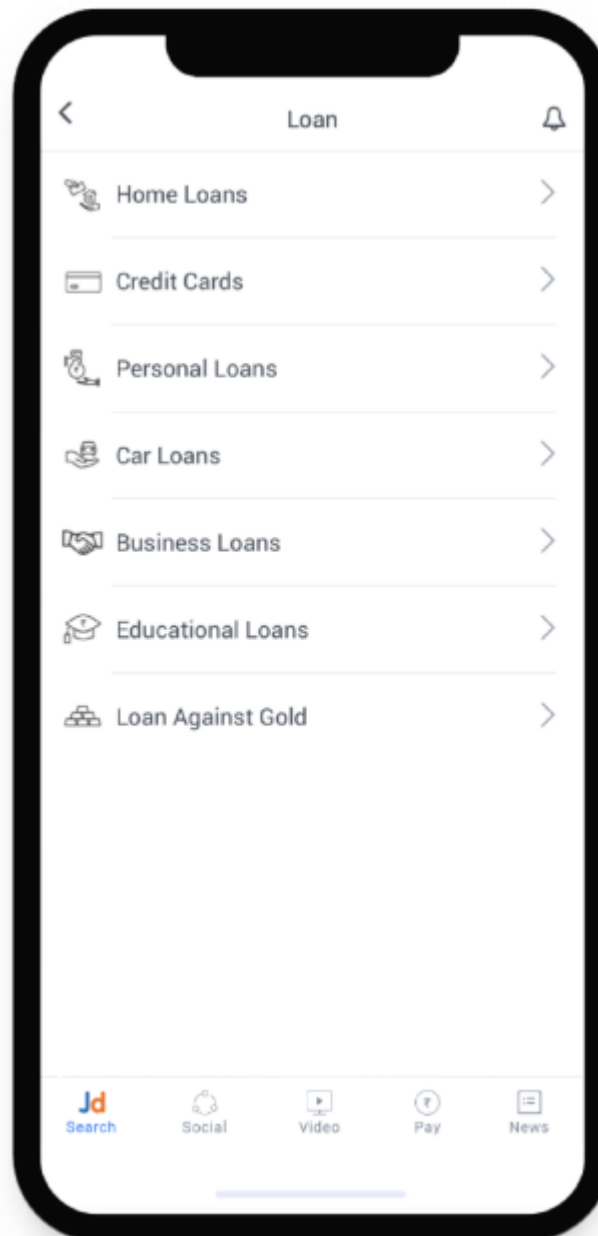 Loan
Home Loans
Credit Cards
Personal Loans
Car Loans
Business Loans
Educational Loans
Loan Against Gold
Jd
Search Social Video Pay News